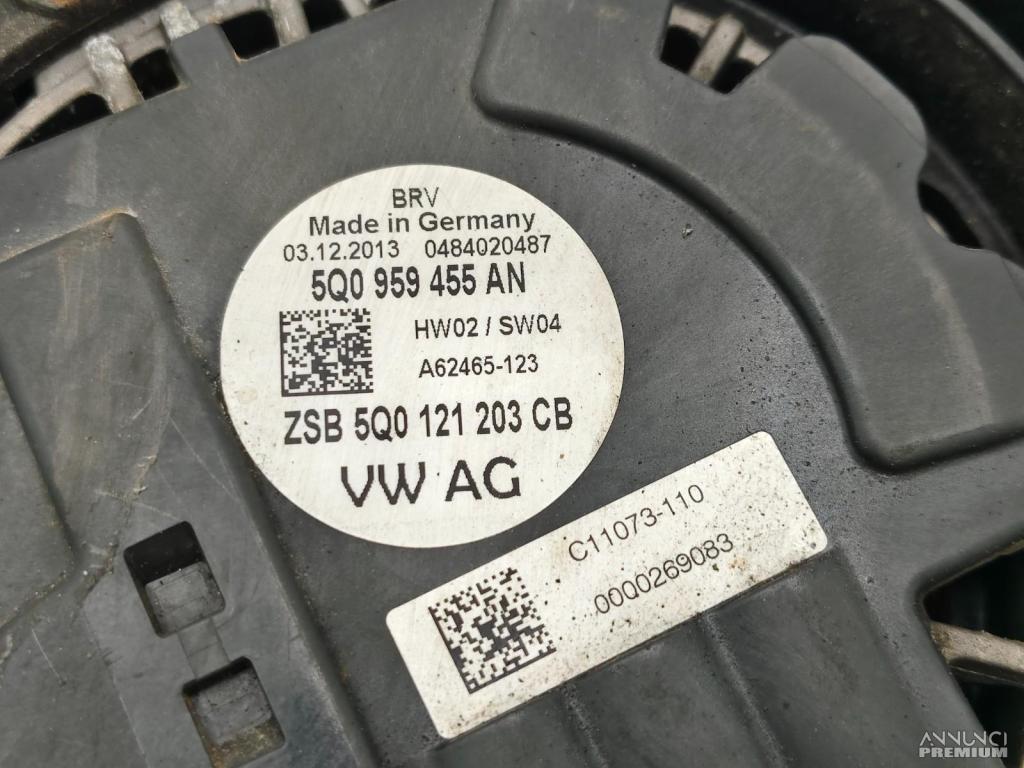 BRV
Made in Germany
03.12.2013 0484020487
5Q0 959 455 AN
HW02 / SW04
A62465-123
ZSB 5Q0 121 203 CB
VW AG
C11073-110
0000269083
ANNUNCI
PREMIUM